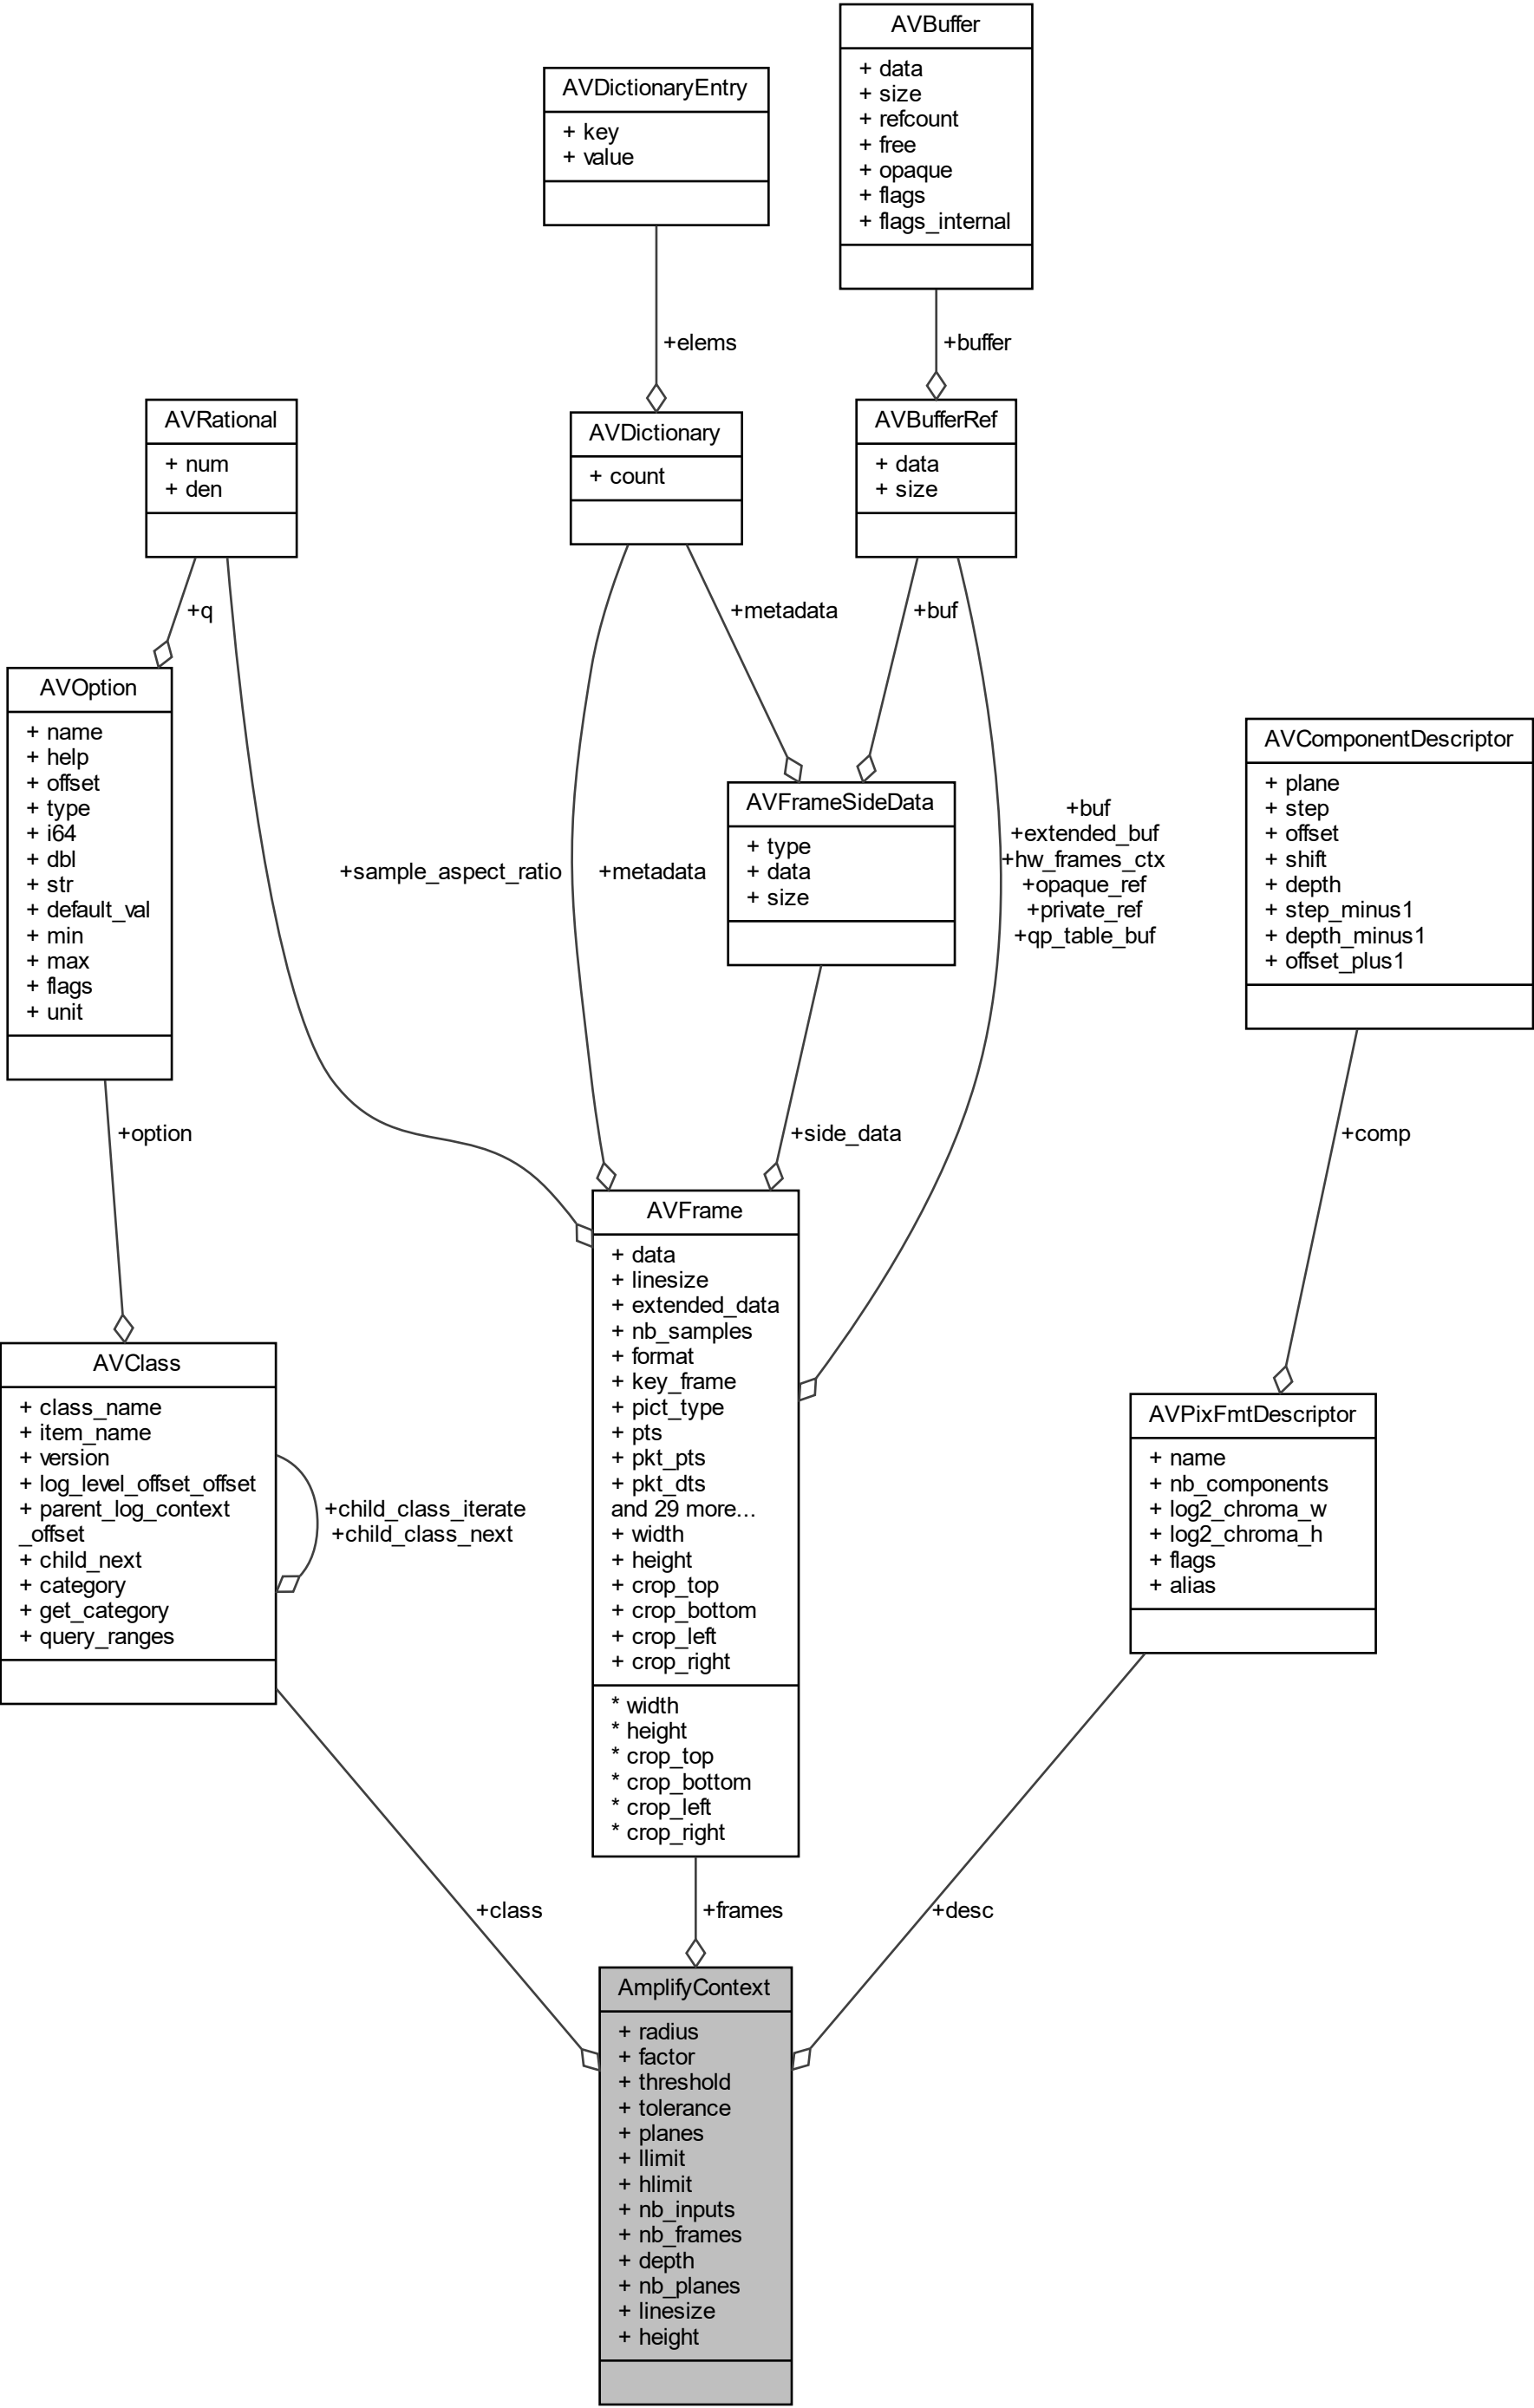 AVBuffer
+ data
+ size
+ refcount
+ free
+ opaque
+ flags
+ flags_internal
AVDictionaryEntry
+ key
+ value
+elems
+buffer
AVRational
+ num
+ den
AVDictionary
+ count
AVBufferRef
+ data
+ size
+q
+metadata
+buf
AVOption
+ name
+ help
+ offset
+ type
+ i64
+ dbl
+ str
+ default_val
+ min
+ max
+ flags
+ unit
+sample_aspect_ratio
+metadata
AVFrameSideData
+ type
+ data
+ size
+buf
+extended_buf
+hw_frames_ctx
+opaque_ref
+private_ref
+qp_table_buf
AVComponentDescriptor
+ plane
+ step
+ offset
+ shift
+ depth
+ step_minus1
+ depth_minus1
+ offset_plus1
+option
+side_data
+comp
AVClass
+ class_name
+ item_name
+ version
+ log_level_offset_offset
+ parent_log_context
_offset
+ child_next
+ category
+ get_category
+ query_ranges
+child_class_iterate
+child_class_next
AVFrame
+ data
+ linesize
+ extended_data
+ nb_samples
+ format
+ key_frame
+ pict_type
+ pts
+ pkt_pts
+ pkt_dts
and 29 more...
+ width
+ height
+ crop_top
+ crop_bottom
+ crop_left
+ crop_right
* width
* height
* crop_top
* crop_bottom
* crop_left
* crop_right
AVPixFmtDescriptor
+ name
+ nb_components
+ log2_chroma_w
+ log2_chroma_h
+ flags
+ alias
+class
+frames
+desc
AmplifyContext
+ radius
+ factor
+ threshold
+ tolerance
+ planes
+ llimit
+ hlimit
+ nb_inputs
+ nb_frames
+ depth
+ nb_planes
+ linesize
+ height